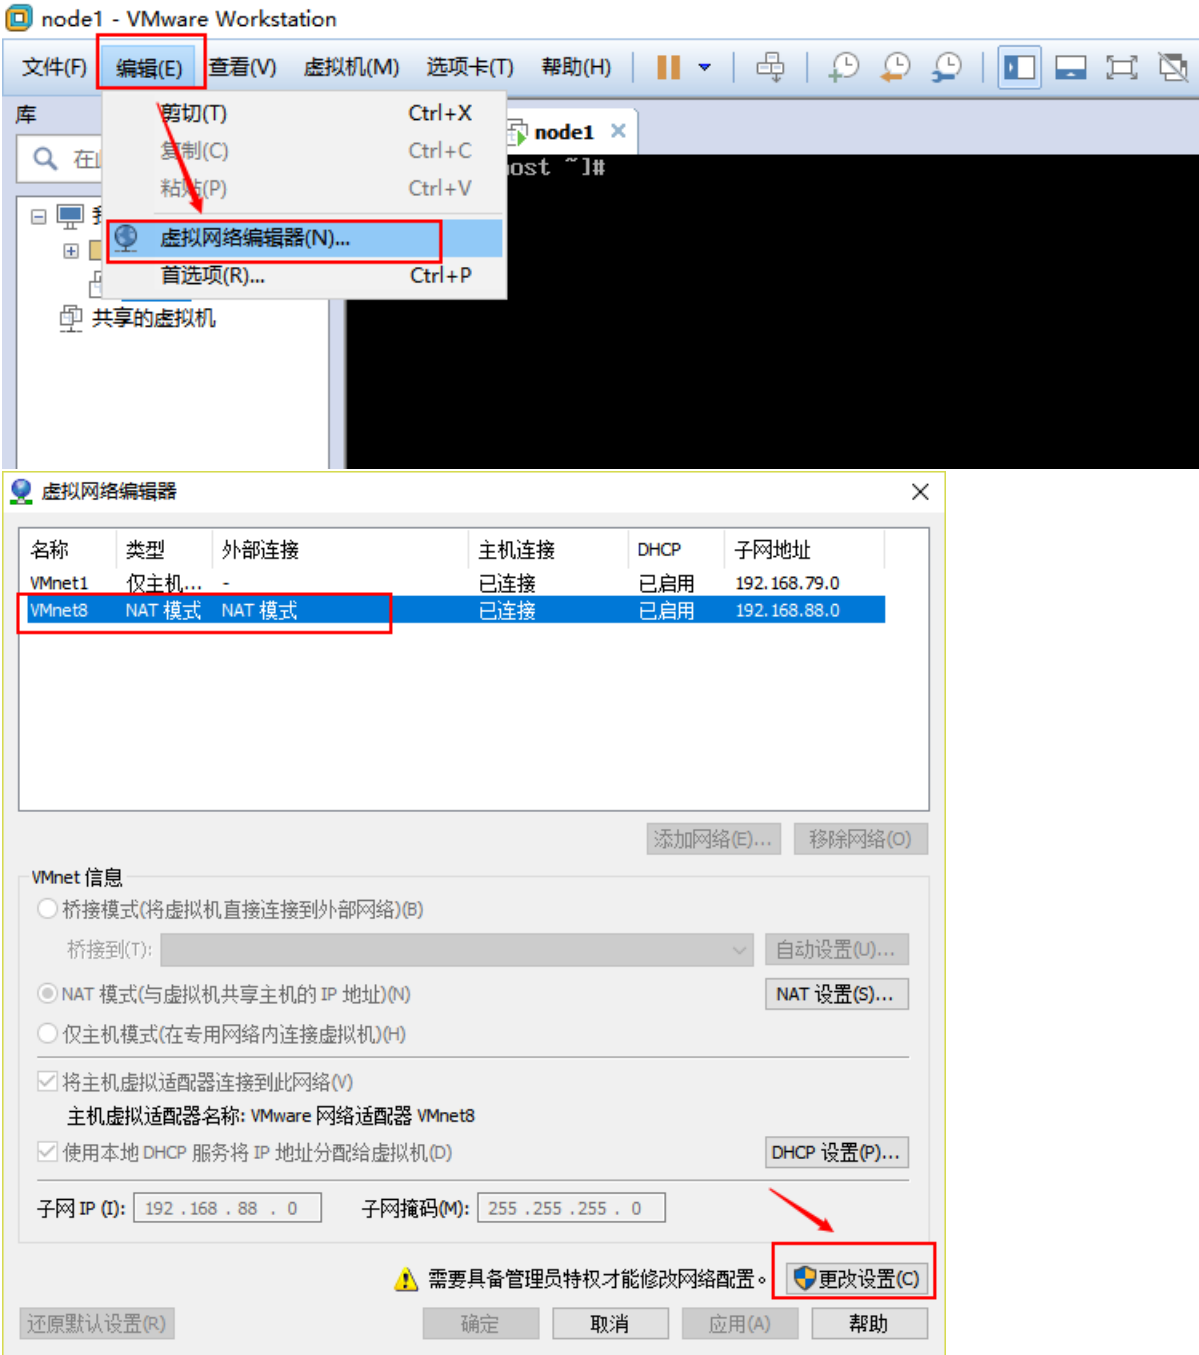 node1 - VMware Workstation
文件(F) 编辑(E) 查看(V) 虚拟机(M) 选项卡(T) 帮助(H)
库
剪切(T) Ctrl+X
node1
在
复制(C) Ctrl+C
ost ~]#
粘贴(P) Ctrl+V
虚拟网络编辑器(N)...
首选项(R)... Ctrl+P
共享的虚拟机
虚拟网络编辑器
名称 类型 外部连接 主机连接 DHCP 子网地址
VMnet1 仅主机... - 已连接 已启用 192.168.79.0
VMnet8 NAT 模式 NAT 模式 已连接 已启用 192.168.88.0
添加网络(E)... 移除网络(O)
VMnet 信息
桥接模式(将虚拟机直接连接到外部网络)(B)
桥接到(T): 自动设置(U)...
NAT 模式(与虚拟机共享主机的 IP 地址)(N) NAT 设置(S)...
仅主机模式(在专用网络内连接虚拟机)(H)
将主机虚拟适配器连接到此网络(V)
主机虚拟适配器名称: VMware 网络适配器 VMnet8
使用本地 DHCP 服务将 IP 地址分配给虚拟机(D) DHCP 设置(P)...
子网 IP (I): 192 . 168 . 88 . 0 子网掩码(M): 255 . 255 . 255 . 0
需要具备管理员特权才能修改网络配置。 更改设置(C)
还原默认设置(R) 确定 取消 应用(A) 帮助